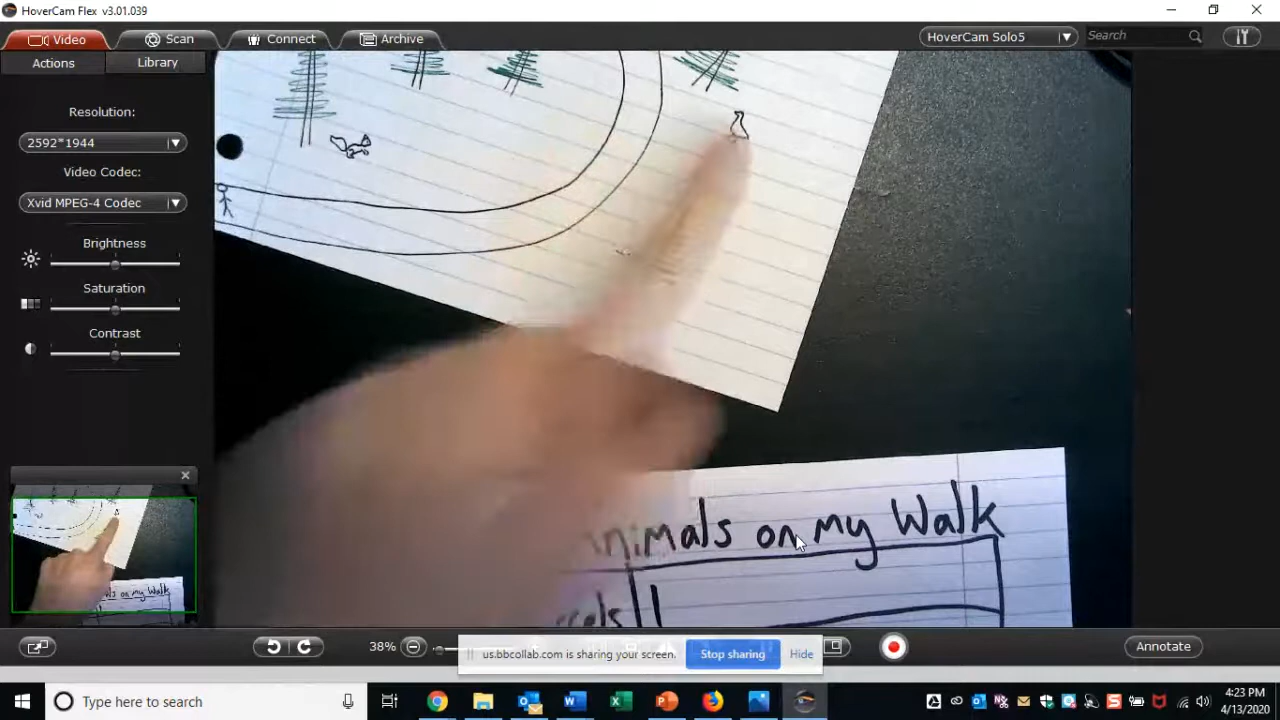 HoverCam Flex v3.01.039
Video Scan Connect Archive HoverCam Solo5 Search
Actions Library
Resolution:
2592*1944
Video Codec:
Xvid MPEG-4 Codec
Brightness
Saturation
Contrast
on my Walk
38%
us.bbcollab.com is sharing your screen. Stop sharing Hide
Annotate
Type here to search
4:23 PM
4/13/2020